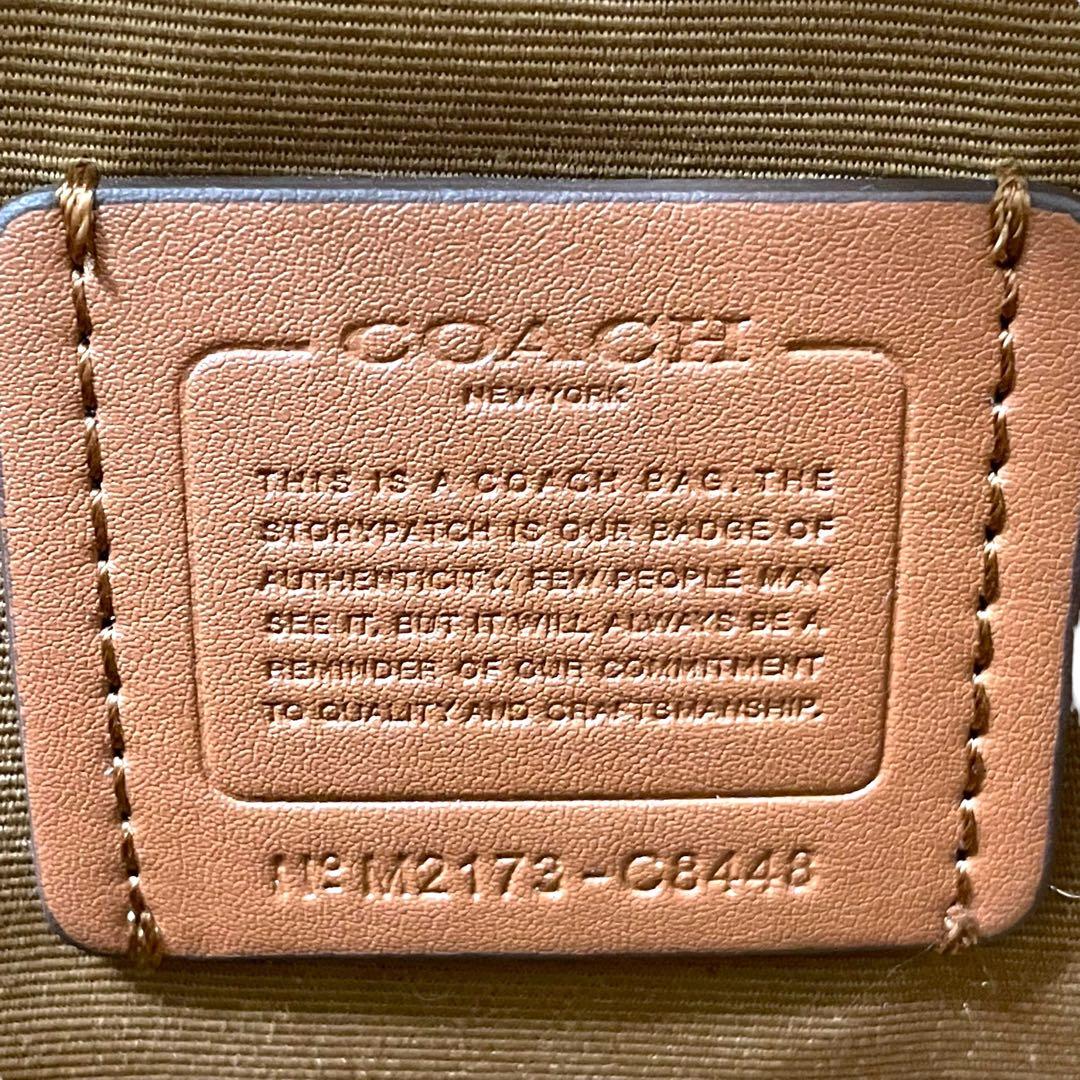 COACH
NEW YORK
THIS IS A COACH BAG. THE
STORYPATCH IS OUR BADGE OF
AUTHENTICITY. FEW PEOPLE MAY
SEE IT, BUT IT WILL ALWAYS BE A
REMINDER OF OUR COMMITMENT
TO QUALITY AND CRAFTSMANSHIP.
Nº M2173-C8448